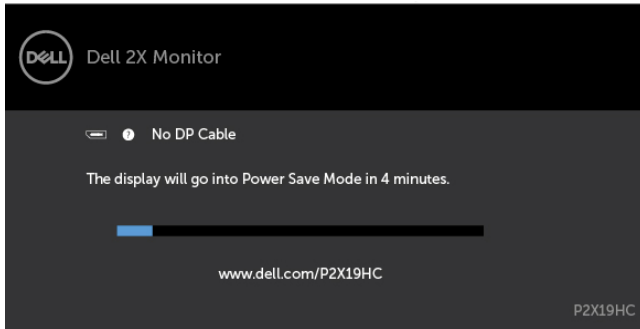 DELL
Dell 2X Monitor
? No DP Cable
The display will go into Power Save Mode in 4 minutes.
www.dell.com/P2X19HC
P2X19HC